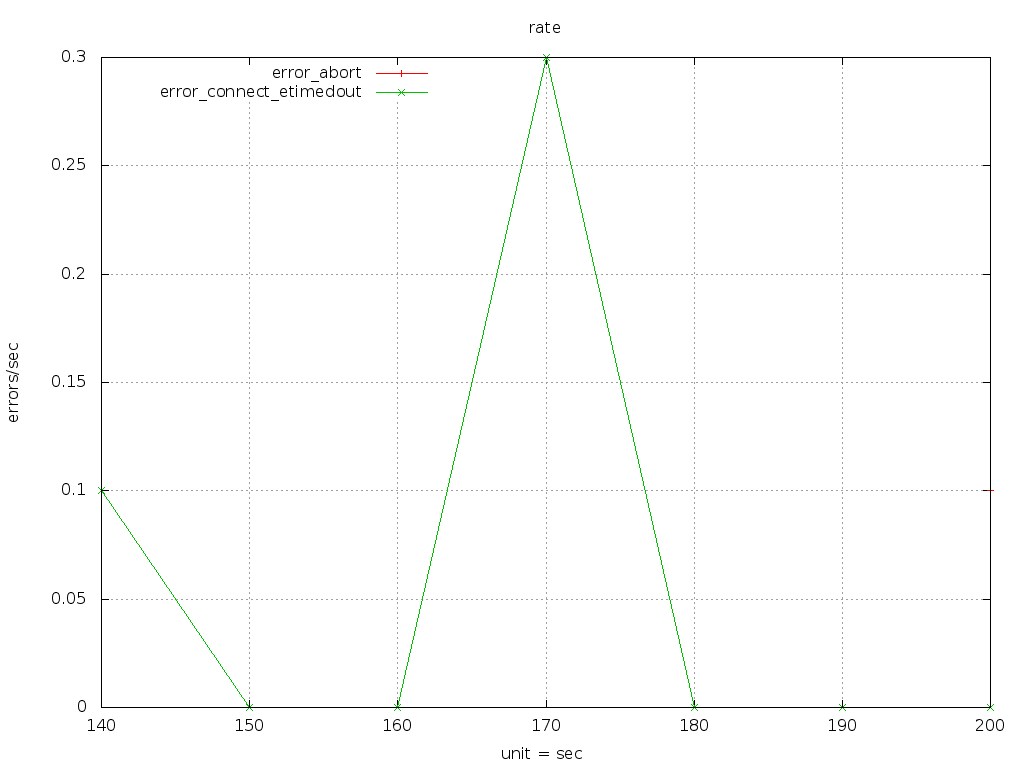 rate
error_abort
error_connect_etimedout
0.3
0.25
0.2
0.15
0.1
0.05
0
errors/sec
140 150 160 170 180 190 200
unit = sec